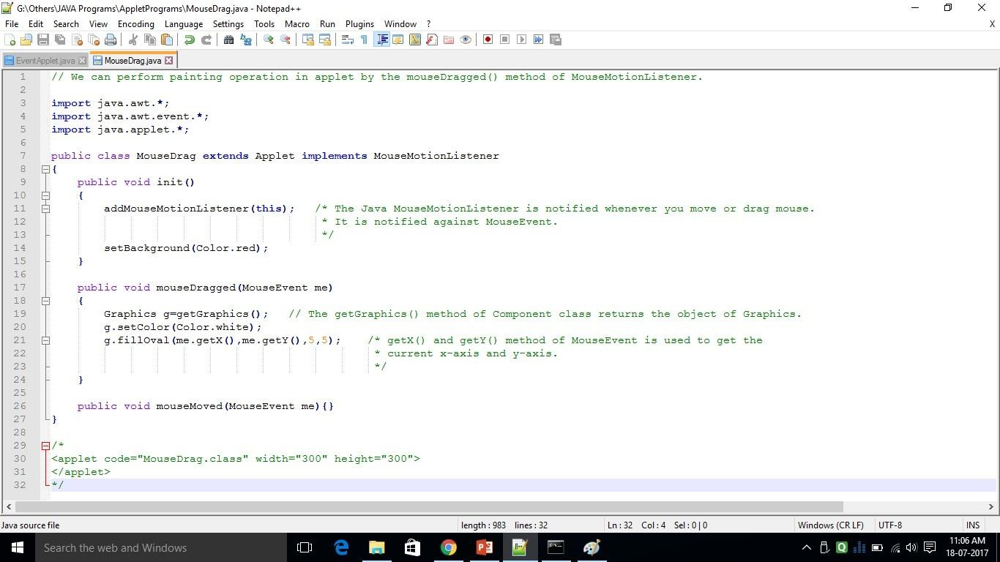 G:\Others\JAVA Programs\AppletPrograms\MouseDrag.java - Notepad++
File Edit Search View Encoding Language Settings Tools Macro Run Plugins Window ? X
EventApplet.java MouseDrag.java
1 // We can perform painting operation in applet by the mouseDragged() method of MouseMotionListener.
2
3 import java.awt.*;
4 import java.awt.event.*;
5 import java.applet.*;
6
7 public class MouseDrag extends Applet implements MouseMotionListener
8 {
9 public void init()
10 {
11 addMouseMotionListener(this); /* The Java MouseMotionListener is notified whenever you move or drag mouse.
12 * It is notified against MouseEvent.
13 */
14 setBackground(Color.red);
15 }
16
17 public void mouseDragged(MouseEvent me)
18 {
19 Graphics g=getGraphics(); // The getGraphics() method of Component class returns the object of Graphics.
20 g.setColor(Color.white);
21 g.fillOval(me.getX(),me.getY(),5,5); /* getX() and getY() method of MouseEvent is used to get the
22 * current x-axis and y-axis.
23 */
24 }
25
26 public void mouseMoved(MouseEvent me){}
27 }
28
29 /*
30 <applet code="MouseDrag.class" width="300" height="300">
31 </applet>
32 */
Java source file length : 983 lines : 32 Ln : 32 Col : 4 Sel : 0 | 0 Windows (CR LF) UTF-8 INS
Search the web and Windows
11:06 AM
18-07-2017